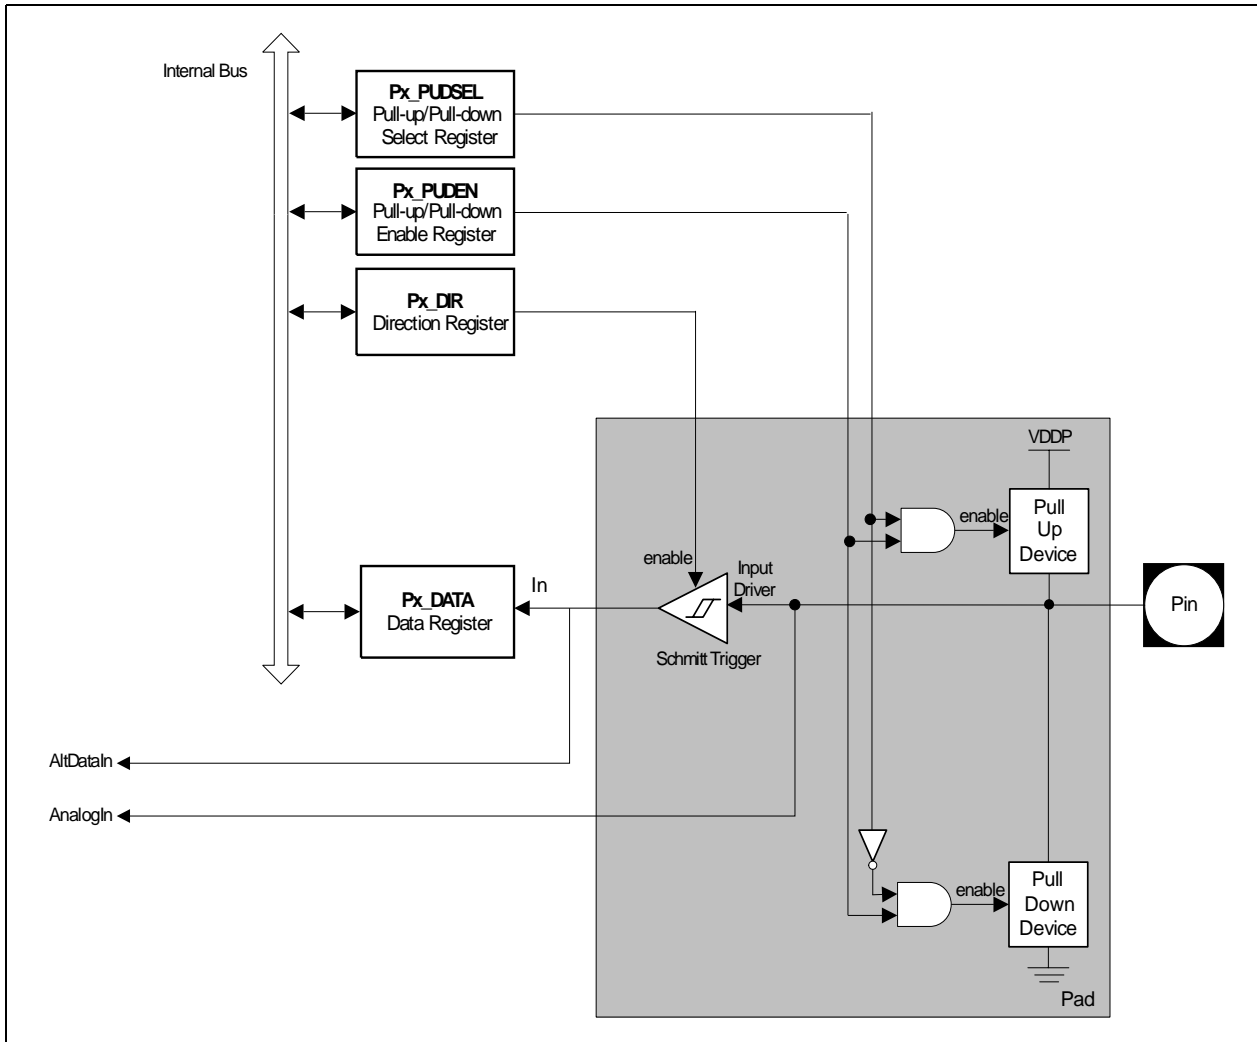 Internal Bus
Px_PUDSEL
Pull-up/Pull-down
Select Register
Px_PUDEN
Pull-up/Pull-down
Enable Register
Px_DIR
Direction Register
VDDP
Pull
Up
Device
enable
enable
Input
Driver
In
Px_DATA
Data Register
Schmitt Trigger
Pin
AltDataIn
AnalogIn
enable
Pull
Down
Device
Pad